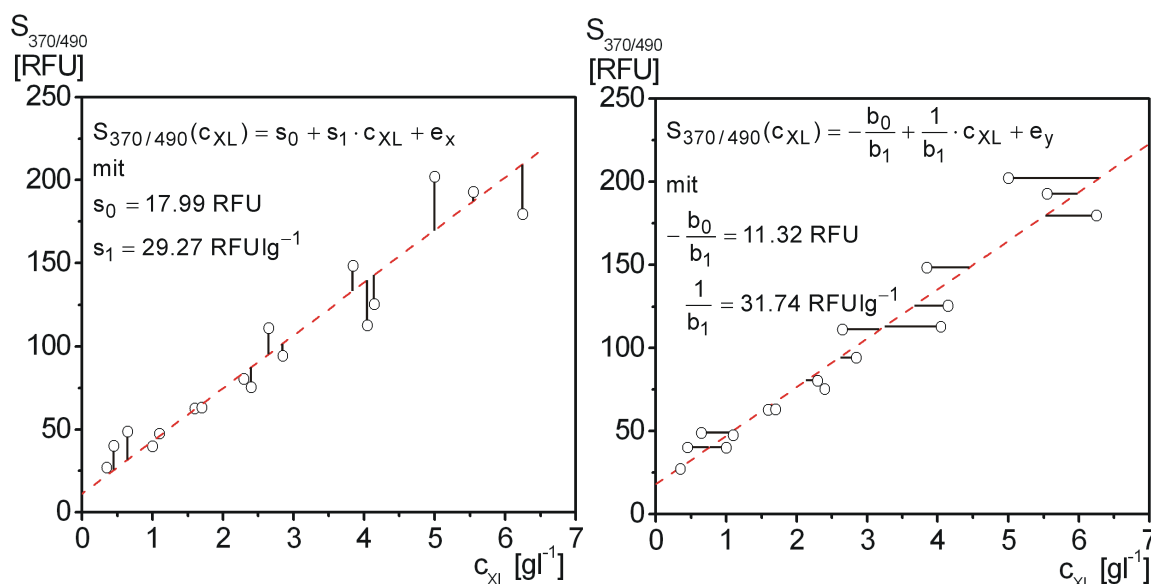 S370/490
[RFU]
250
200
150
100
50
0
S370/490(cXL) = s0 + s1 · cXL + ex
mit
s0 = 17.99 RFU
s1 = 29.27 RFUlg⁻¹
0 1 2 3 4 5 6 7
cXL [gl⁻¹]
S370/490
[RFU]
250
200
150
100
50
0
S370/490(cXL) = −b0/b1 + 1/b1 · cXL + ey
mit
−b0/b1 = 11.32 RFU
1/b1 = 31.74 RFUlg⁻¹
0 1 2 3 4 5 6 7
cXL [gl⁻¹]